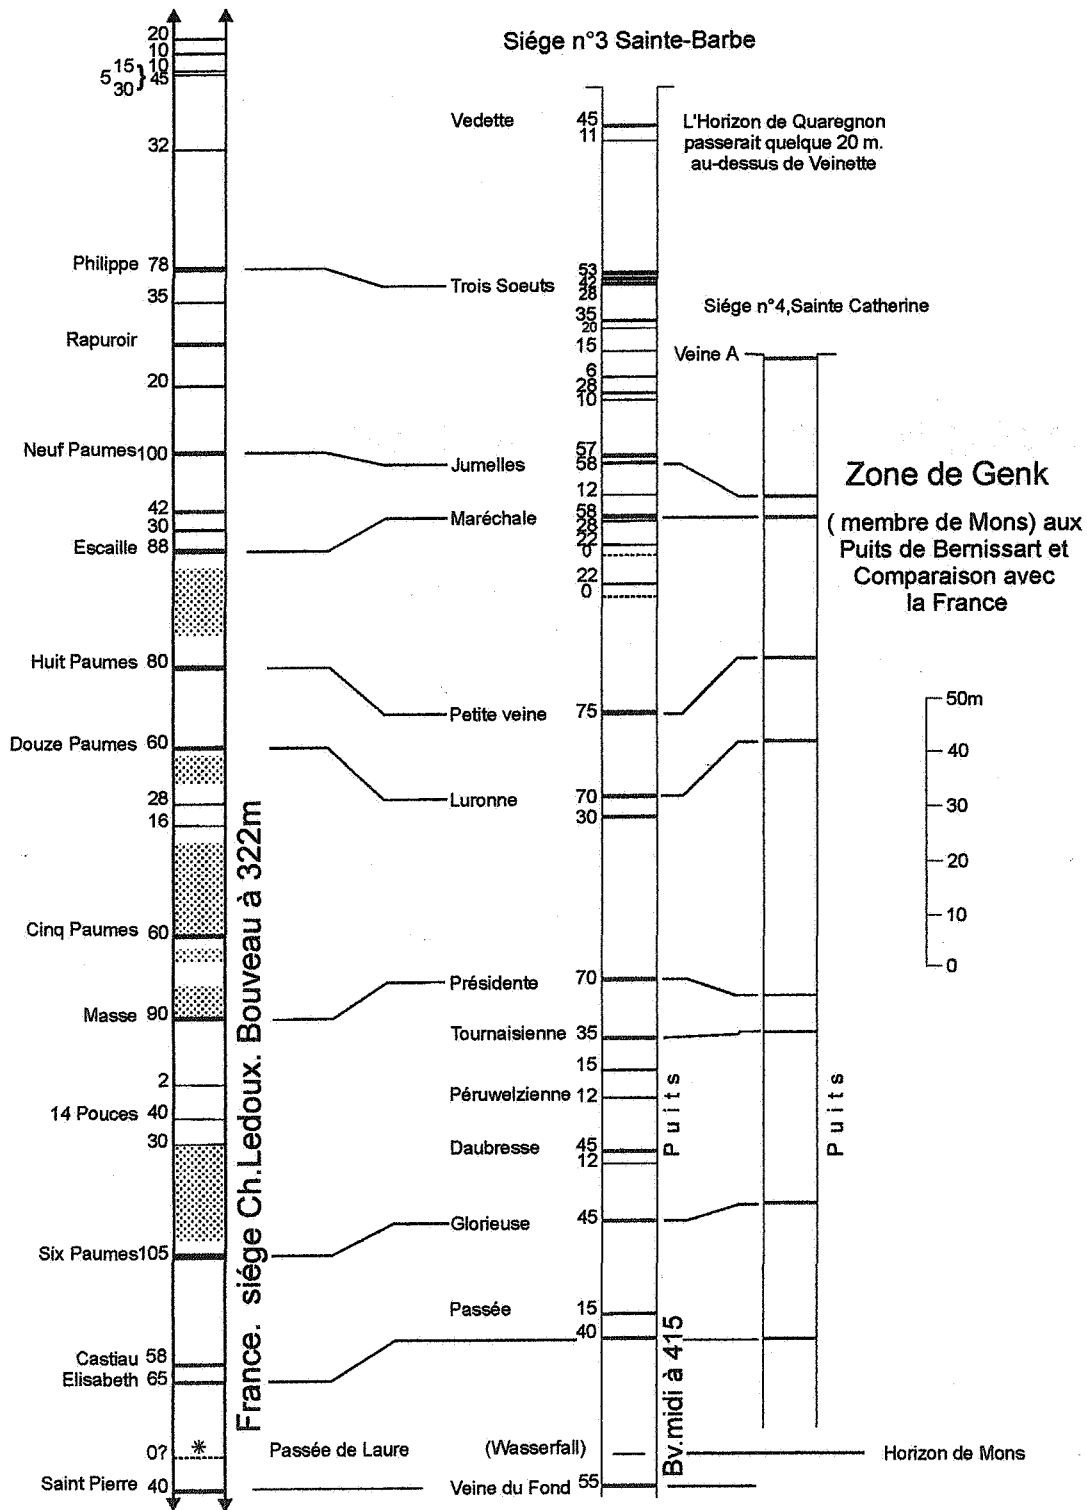 Siége n°3 Sainte-Barbe
20
10
10
5 15 30 } 45
32
Philippe 78
35
Rapuroir
20
Neuf Paumes 100
42
30
Escaille 88
Huit Paumes 80
Douze Paumes 60
28
16
Cinq Paumes 60
Masse 90
2
14 Pouces 40
30
Six Paumes 105
Castiau 58
Elisabeth 65
0?
*
Saint Pierre 40
France. siége Ch.Ledoux. Bouveau à 322m
Vedette 45
11
53
42
28
Trois Soeuts
35
20
15
6
28
10
57
Jumelles 58
12
Maréchale 58
28
22
0
22
0
Petite veine 75
Luronne 70
30
Présidente 70
Tournaisienne 35
15
Péruwelzienne 12
Daubresse 45
12
Glorieuse 45
Passée 15
40
Passée de Laure
(Wasserfall)
Veine du Fond 55
Puits
Bv.midi à 415
L'Horizon de Quaregnon
passerait quelque 20 m.
au-dessus de Veinette
Siége n°4,Sainte Catherine
Veine A
Puits
Horizon de Mons
Zone de Genk
( membre de Mons) aux
Puits de Bernissart et
Comparaison avec
la France
50m
40
30
20
10
0